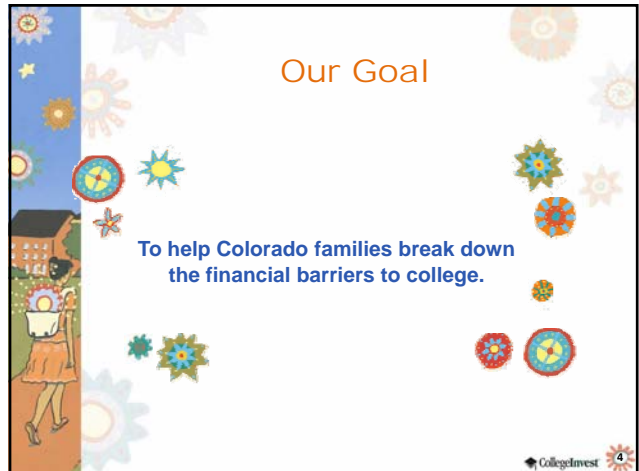 Our Goal
To help Colorado families break down
the financial barriers to college.
CollegeInvest
4